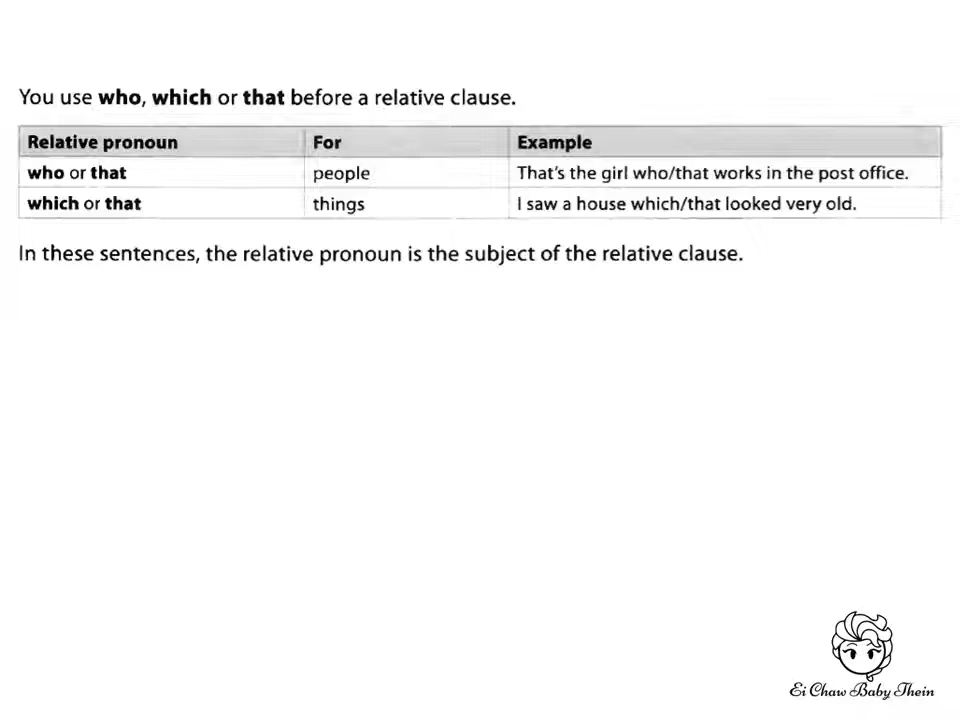 You use who, which or that before a relative clause.
Relative pronoun For Example
who or that people That's the girl who/that works in the post office.
which or that things I saw a house which/that looked very old.
In these sentences, the relative pronoun is the subject of the relative clause.
Ei Chaw Baby Thein